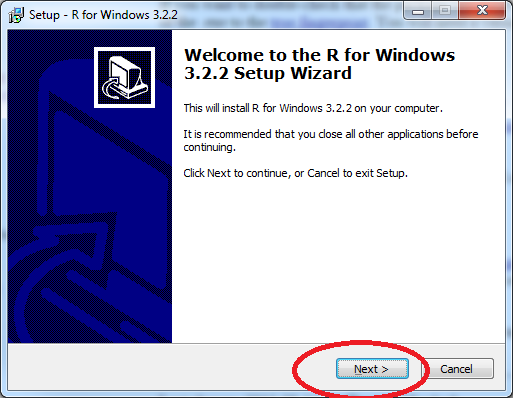 Setup - R for Windows 3.2.2
Welcome to the R for Windows
3.2.2 Setup Wizard
This will install R for Windows 3.2.2 on your computer.
It is recommended that you close all other applications before
continuing.
Click Next to continue, or Cancel to exit Setup.
Next >
Cancel